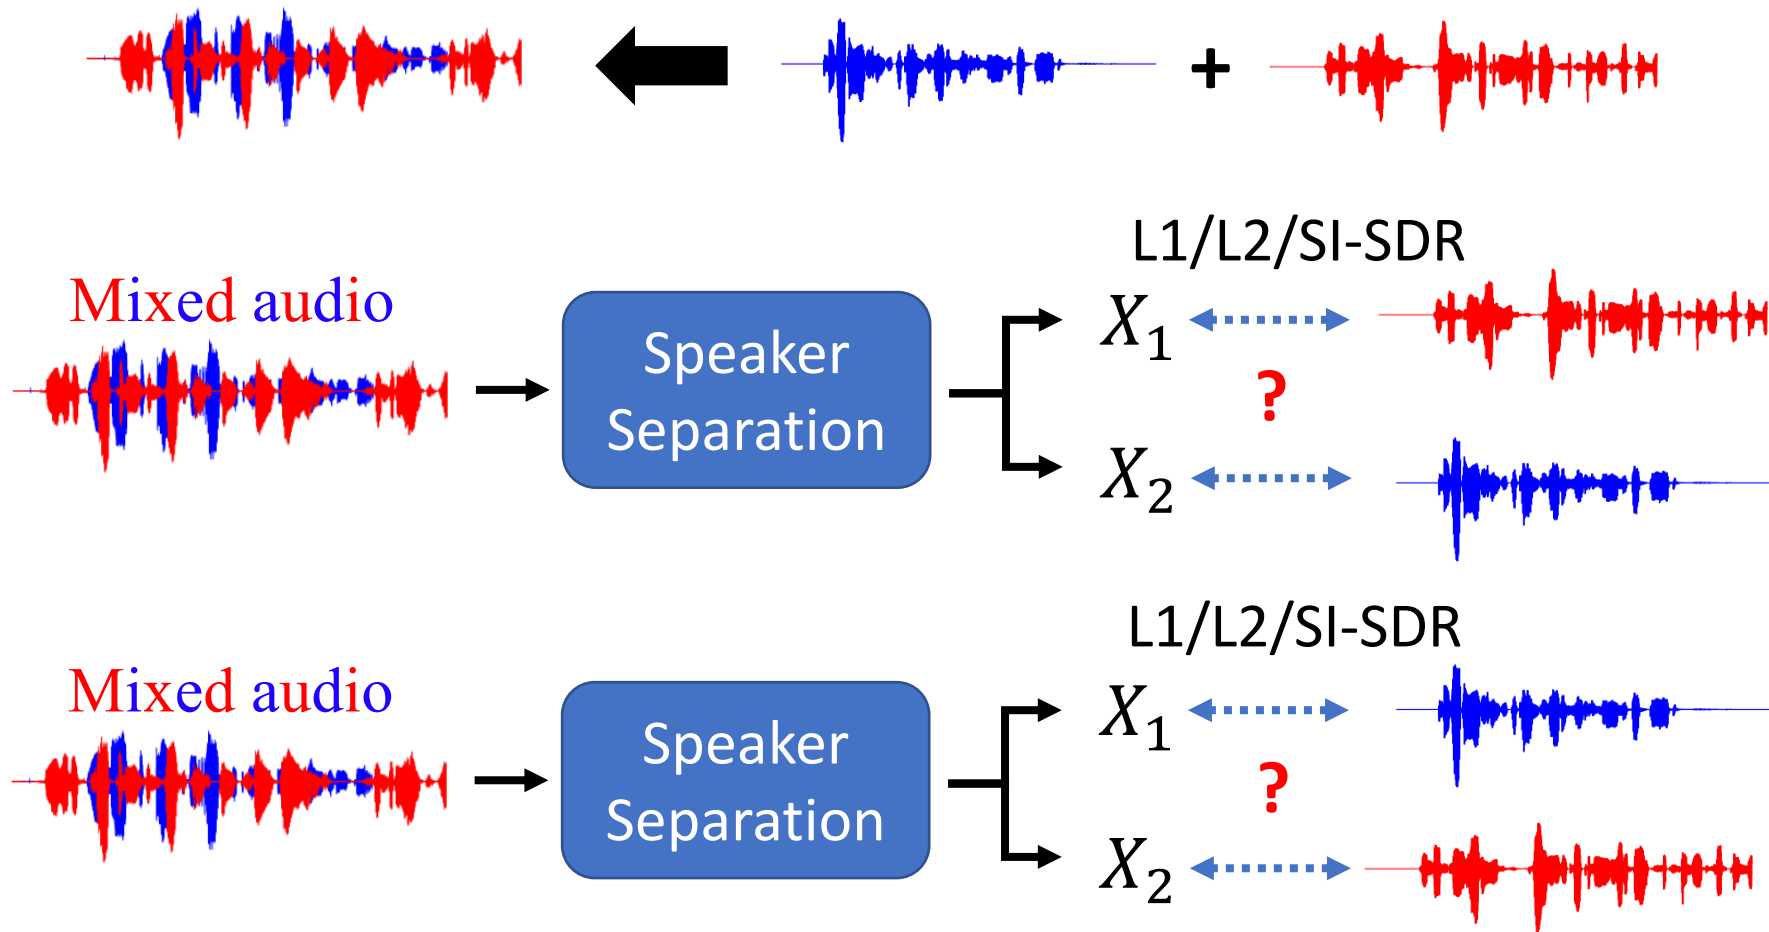 +
L1/L2/SI-SDR
Mixed audio
Speaker
Separation
X₁
?
X₂
L1/L2/SI-SDR
Mixed audio
Speaker
Separation
X₁
?
X₂